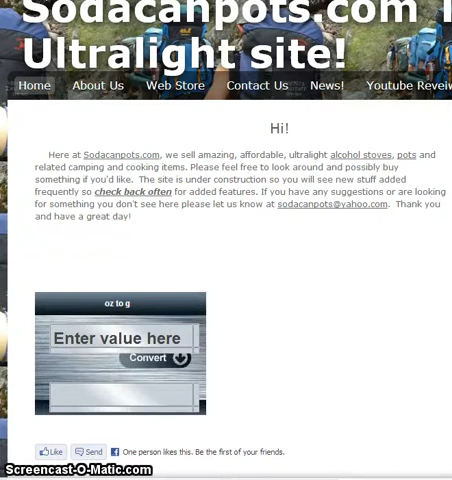 Sodacanpots.com
Ultralight site!
Home About Us Web Store Contact Us News! Youtube Reveiw
Hi!
Here at Sodacanpots.com, we sell amazing, affordable, ultralight alcohol stoves, pots and
related camping and cooking items. Please feel free to look around and possibly buy
something if you'd like. The site is under construction so you will see new stuff added
frequently so check back often for added features. If you have any suggestions or are looking
for something you don't see here please let us know at sodacanpots@yahoo.com. Thank you
and have a great day!
oz to g
Enter value here
Convert
Like Send One person likes this. Be the first of your friends.
Screencast-O-Matic.com